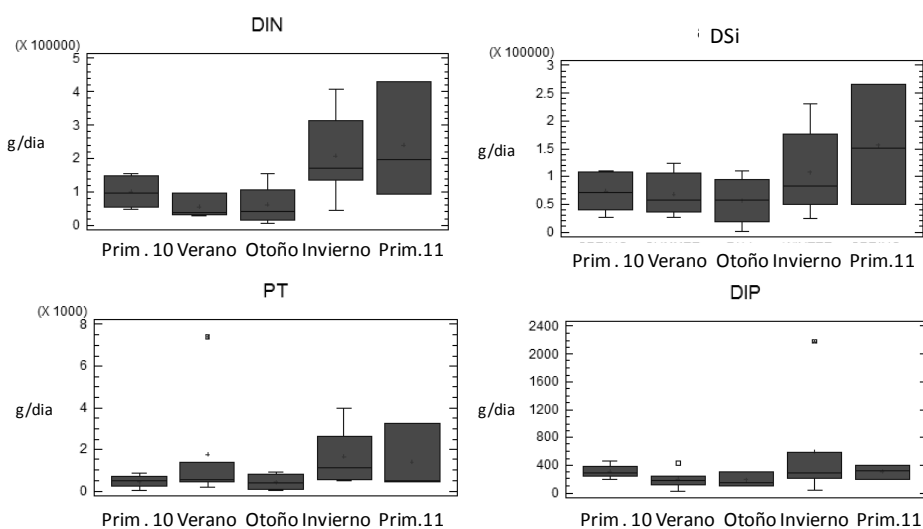 DIN
(X 100000)
5
4
3
2
1
0
g/dia
Prim . 10 Verano Otoño Invierno Prim.11
DSi
(X 100000)
3
2.5
2
1.5
1
0.5
0
g/dia
Prim . 10 Verano Otoño Invierno Prim.11
PT
(X 1000)
8
6
4
2
0
g/dia
Prim . 10 Verano Otoño Invierno Prim.11
DIP
2400
2000
1600
1200
800
400
0
g/dia
Prim . 10 Verano Otoño Invierno Prim.11